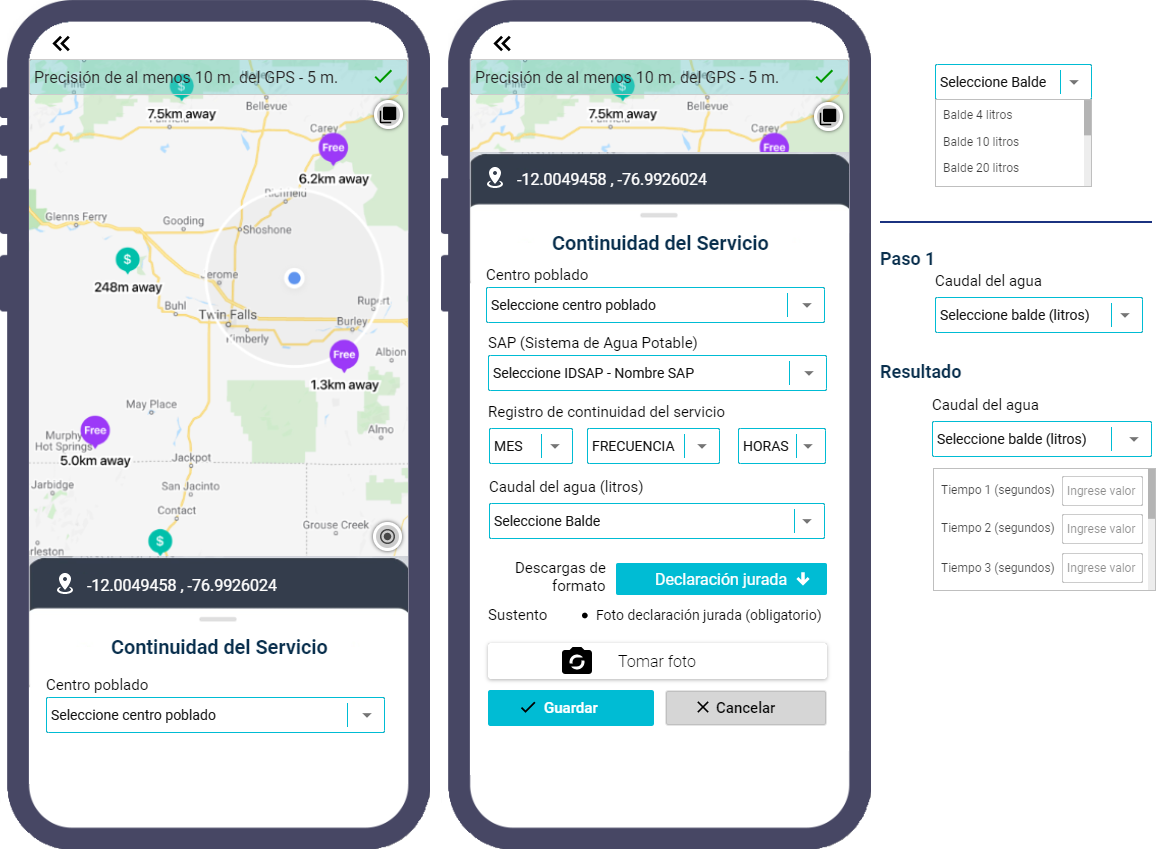 Precisión de al menos 10 m. del GPS - 5 m.
$
7.5km away
Bellevue
Carey
Free
6.2km away
Richfield
Glenns Ferry
Gooding
Shoshone
$
248m away
Jerome
Buhl
Twin Falls
Rupert
Burley
Kimberly
Free
Albion
1.3km away
May Place
Free
Almo
Murphy
Hot Springs
5.0km away
Jackpot
Jarbidge
San Jacinto
Contact
Grouse Creek
$
-12.0049458 , -76.9926024
Continuidad del Servicio
Centro poblado
Seleccione centro poblado
Precisión de al menos 10 m. del GPS - 5 m.
$
7.5km away
Bellevue
Carey
Free
-12.0049458 , -76.9926024
Continuidad del Servicio
Centro poblado
Seleccione centro poblado
SAP (Sistema de Agua Potable)
Seleccione IDSAP - Nombre SAP
Registro de continuidad del servicio
MES FRECUENCIA HORAS
Caudal del agua (litros)
Seleccione Balde
Descargas de
formato
Declaración jurada
Sustento • Foto declaración jurada (obligatorio)
Tomar foto
Guardar Cancelar
Seleccione Balde
Balde 4 litros
Balde 10 litros
Balde 20 litros
Paso 1
Caudal del agua
Seleccione balde (litros)
Resultado
Caudal del agua
Seleccione balde (litros)
Tiempo 1 (segundos) Ingrese valor
Tiempo 2 (segundos) Ingrese valor
Tiempo 3 (segundos) Ingrese valor